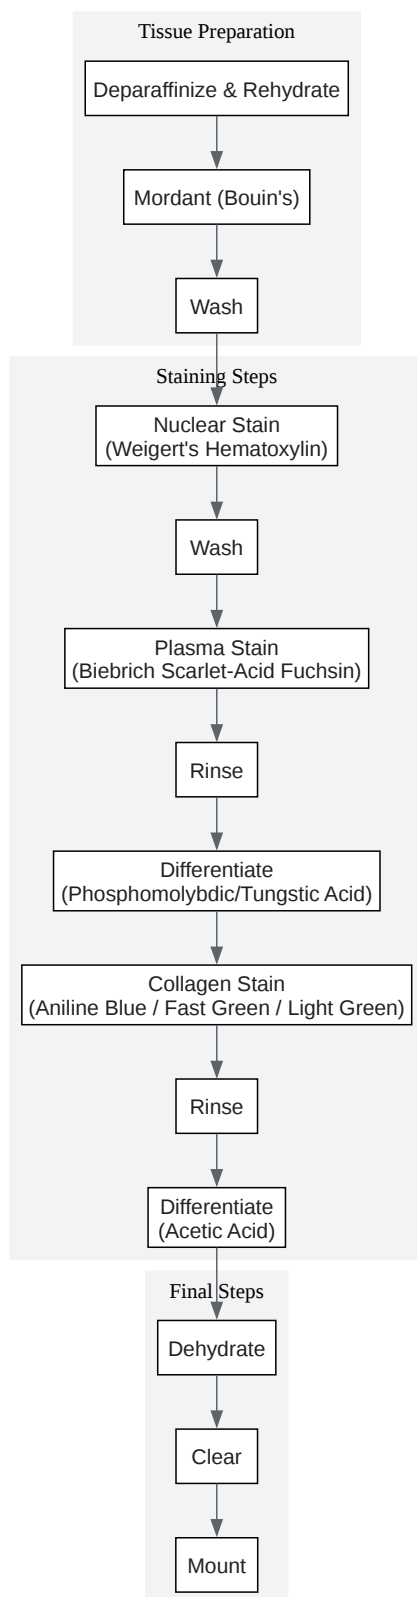 Tissue Preparation
Deparaffinize & Rehydrate
Mordant (Bouin's)
Wash
Staining Steps
Nuclear Stain
(Weigert's Hematoxylin)
Wash
Plasma Stain
(Biebrich Scarlet-Acid Fuchsin)
Rinse
Differentiate
(Phosphomolybdic/Tungstic Acid)
Collagen Stain
(Aniline Blue / Fast Green / Light Green)
Rinse
Differentiate
(Acetic Acid)
Final Steps
Dehydrate
Clear
Mount